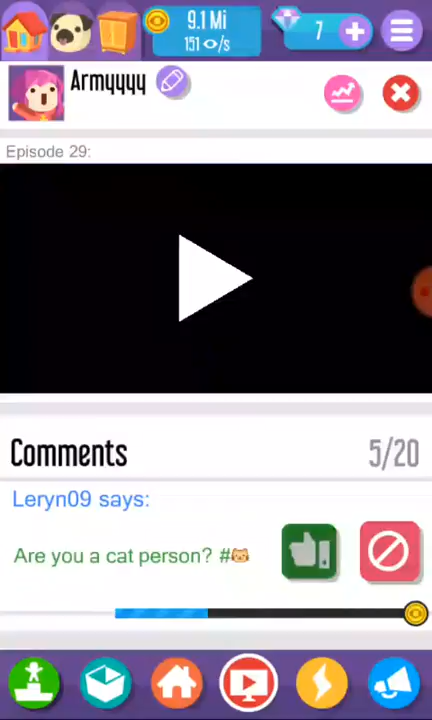 9.1 Mi
151 /s
7
Armyyyy
Episode 29:
Comments
5/20
Leryn09 says:
Are you a cat person? #🐱